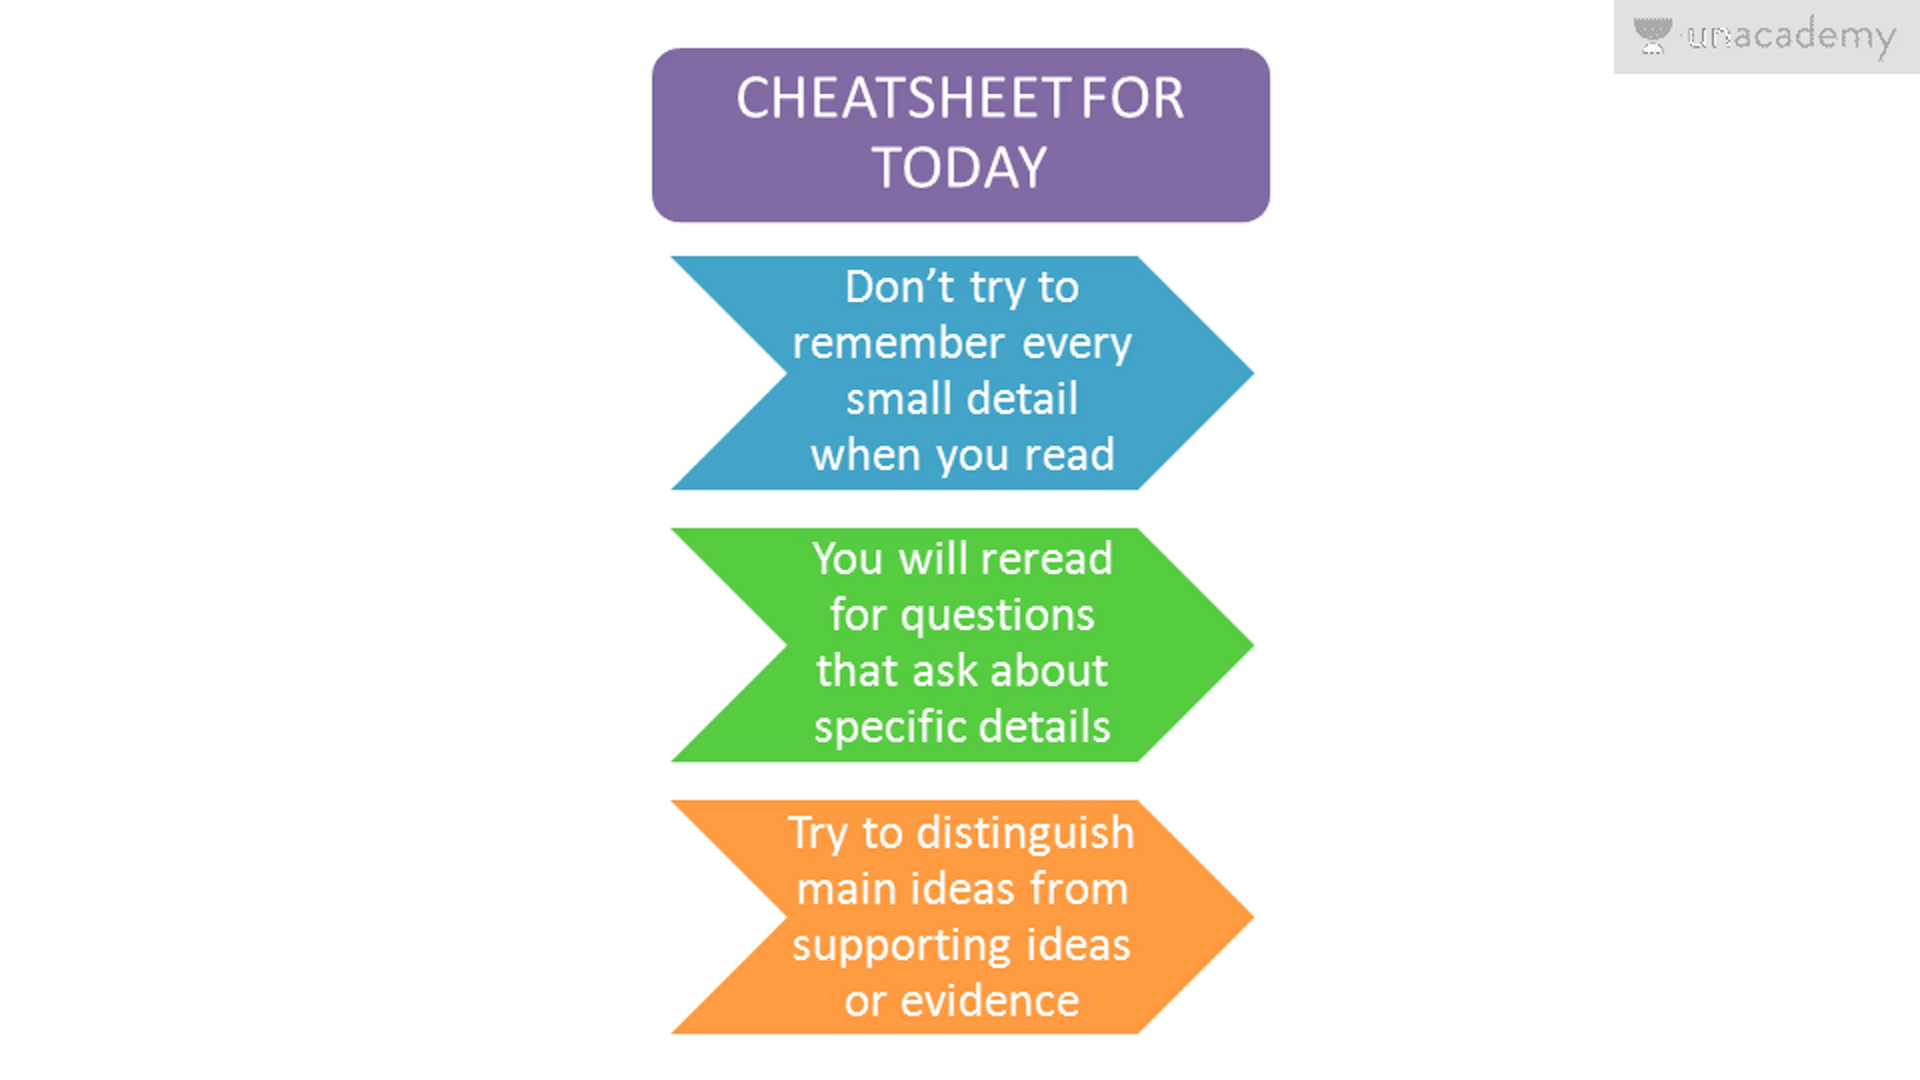 unacademy
CHEATSHEET FOR
TODAY
Don't try to
remember every
small detail
when you read
You will reread
for questions
that ask about
specific details
Try to distinguish
main ideas from
supporting ideas
or evidence